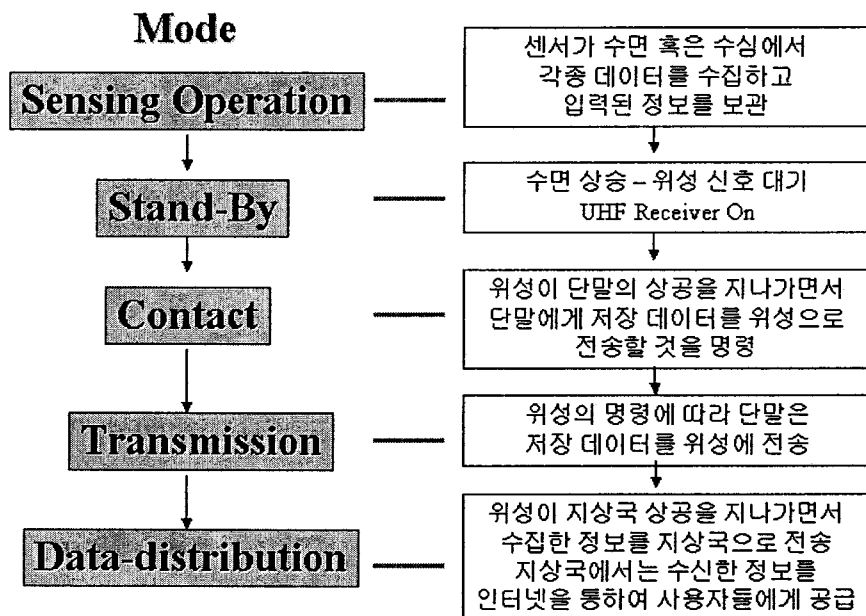 Mode
Sensing Operation
센서가 수면 혹은 수심에서
각종 데이터를 수집하고
입력된 정보를 보관
Stand-By
수면 상승 – 위성 신호 대기
UHF Receiver On
Contact
위성이 단말의 상공을 지나가면서
단말에게 저장 데이터를 위성으로
전송할 것을 명령
Transmission
위성의 명령에 따라 단말은
저장 데이터를 위성에 전송
Data-distribution
위성이 지상국 상공을 지나가면서
수집한 정보를 지상국으로 전송
지상국에서는 수신한 정보를
인터넷을 통하여 사용자들에게 공급